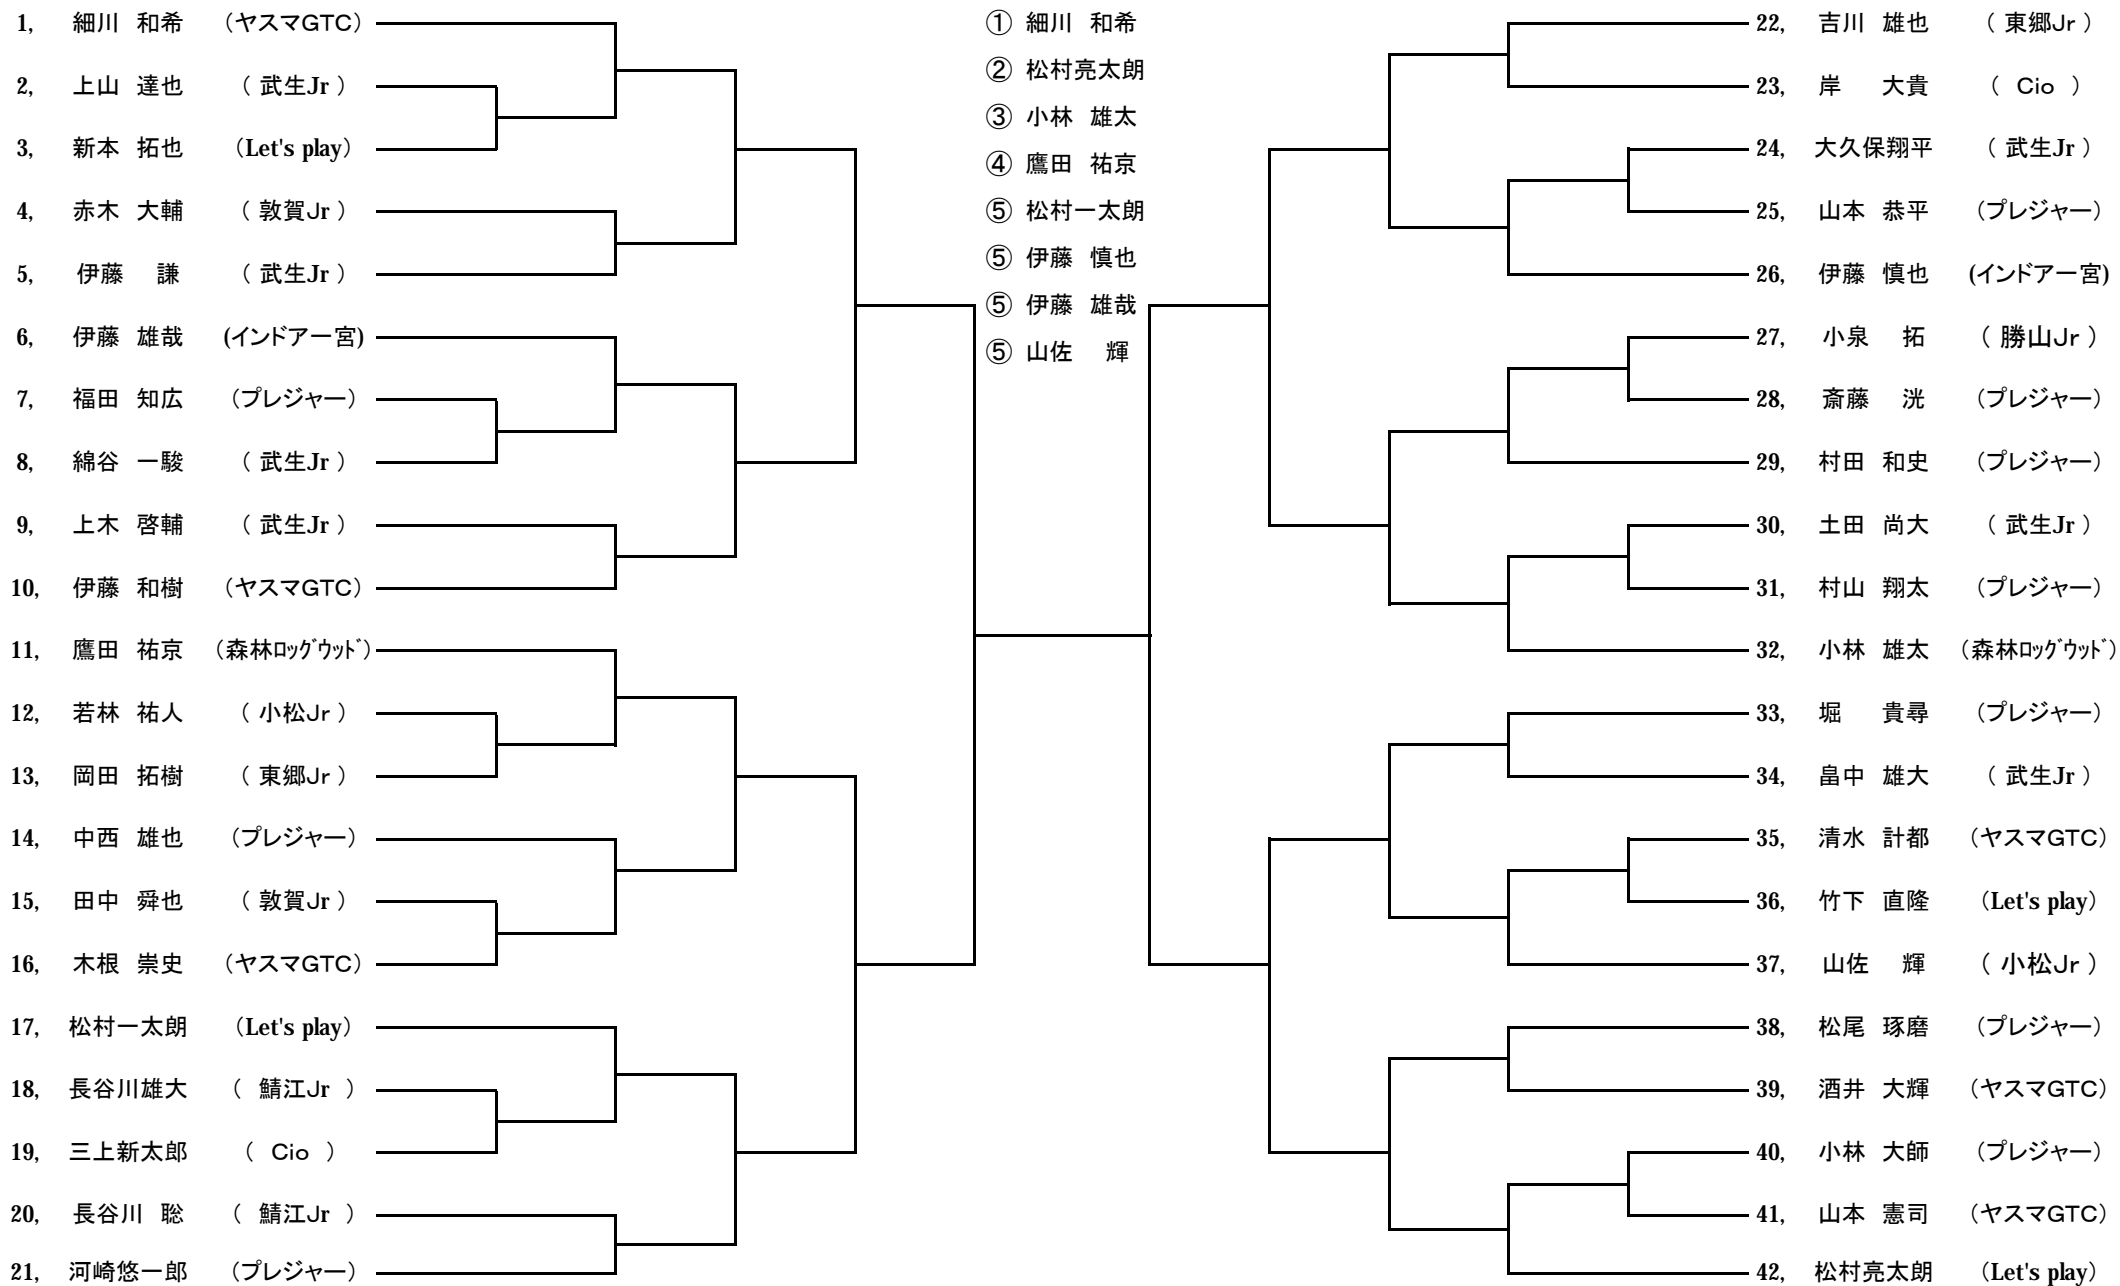 1, 細川 和希 (ヤスマGTC)
2, 上山 達也 ( 武生Jr )
3, 新本 拓也 (Let's play)
4, 赤木 大輔 ( 敦賀Jr )
5, 伊藤 謙 ( 武生Jr )
6, 伊藤 雄哉 (インドアー宮)
7, 福田 知広 (プレジャー)
8, 綿谷 一駿 ( 武生Jr )
9, 上木 啓輔 ( 武生Jr )
10, 伊藤 和樹 (ヤスマGTC)
11, 鷹田 祐京 (森林ﾛｯｸﾞｳｯﾄﾞ)
12, 若林 祐人 ( 小松Jr )
13, 岡田 拓樹 ( 東郷Jr )
14, 中西 雄也 (プレジャー)
15, 田中 舜也 ( 敦賀Jr )
16, 木根 崇史 (ヤスマGTC)
17, 松村一太朗 (Let's play)
18, 長谷川雄大 ( 鯖江Jr )
19, 三上新太郎 ( Cio )
20, 長谷川 聡 ( 鯖江Jr )
21, 河崎悠一郎 (プレジャー)
① 細川 和希
② 松村亮太朗
③ 小林 雄太
④ 鷹田 祐京
⑤ 松村一太朗
⑤ 伊藤 慎也
⑤ 伊藤 雄哉
⑤ 山佐 輝
22, 吉川 雄也 ( 東郷Jr )
23, 岸 大貴 ( Cio )
24, 大久保翔平 ( 武生Jr )
25, 山本 恭平 (プレジャー)
26, 伊藤 慎也 (インドアー宮)
27, 小泉 拓 ( 勝山Jr )
28, 斎藤 洸 (プレジャー)
29, 村田 和史 (プレジャー)
30, 土田 尚大 ( 武生Jr )
31, 村山 翔太 (プレジャー)
32, 小林 雄太 (森林ﾛｯｸﾞｳｯﾄﾞ)
33, 堀 貴尋 (プレジャー)
34, 畠中 雄大 ( 武生Jr )
35, 清水 計都 (ヤスマGTC)
36, 竹下 直隆 (Let's play)
37, 山佐 輝 ( 小松Jr )
38, 松尾 琢磨 (プレジャー)
39, 酒井 大輝 (ヤスマGTC)
40, 小林 大師 (プレジャー)
41, 山本 憲司 (ヤスマGTC)
42, 松村亮太朗 (Let's play)